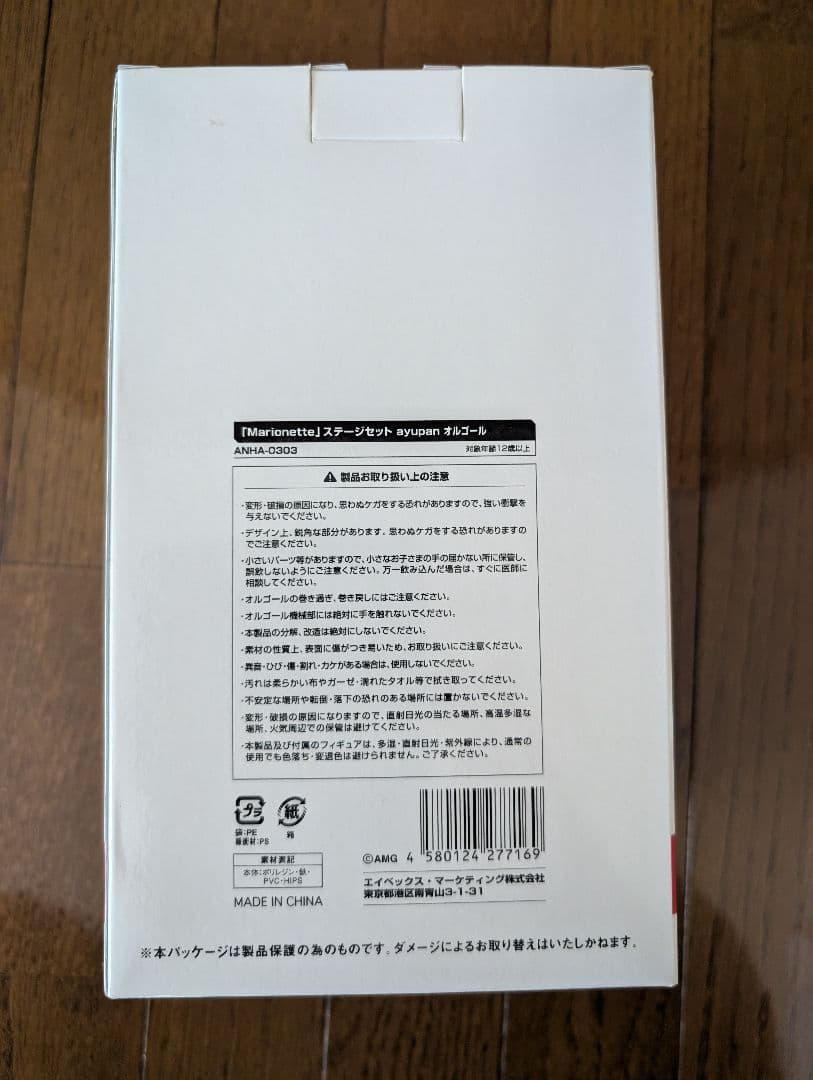 「Marionette」ステージセット ayupan オルゴール
ANHA-0303 対象年齢12歳以上
製品お取り扱い上の注意
・変形・破損の原因になり、思わぬケガをする恐れがありますので、強い衝撃を
与えないでください。
・デザイン上、鋭角な部分があります。思わぬケガをする恐れがありますの
でご注意ください。
・小さいパーツ等がありますので、小さなお子さまの手の届かない所に保管し、
誤飲しないようにご注意ください。万一飲み込んだ場合は、すぐに医師に
相談してください。
・オルゴールの巻き過ぎ、巻き戻しにはご注意ください。
・オルゴール機械部には絶対に手を触れないでください。
・本製品の分解、改造は絶対にしないでください。
・素材の性質上、表面に傷がつき易いため、お取り扱いにご注意ください。
・異音・ひび・傷・割れ・カケがある場合は、使用しないでください。
・汚れは柔らかい布やガーゼ・濡れたタオル等で拭き取ってください。
・不安定な場所や転倒・落下の恐れのある場所には置かないでください。
・変形・破損の原因になりますので、直射日光の当たる場所、高温多湿な
場所、火気周辺での保管は避けてください。
・本製品及び付属のフィギュアは、多湿・直射日光・紫外線により、通常の
使用でも色落ち・変退色は避けられません。ご了承ください。
プラ 紙
袋:PE 箱
緩衝材:PS
素材表記
本体:ポリレジン・鉄・
PVC・HIPS
MADE IN CHINA
©AMG 4 580124 277169
エイベックス・マーケティング株式会社
東京都港区南青山3-1-31
※本パッケージは製品保護の為のものです。ダメージによるお取り替えはいたしかねます。